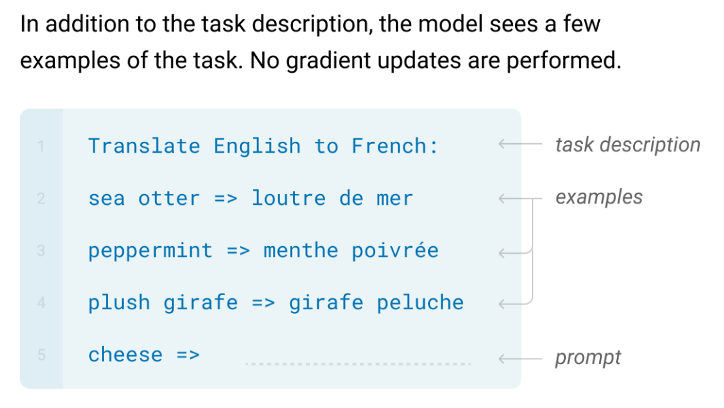 In addition to the task description, the model sees a few
examples of the task. No gradient updates are performed.
1 Translate English to French: task description
2 sea otter => loutre de mer examples
3 peppermint => menthe poivrée
4 plush girafe => girafe peluche
5 cheese => prompt